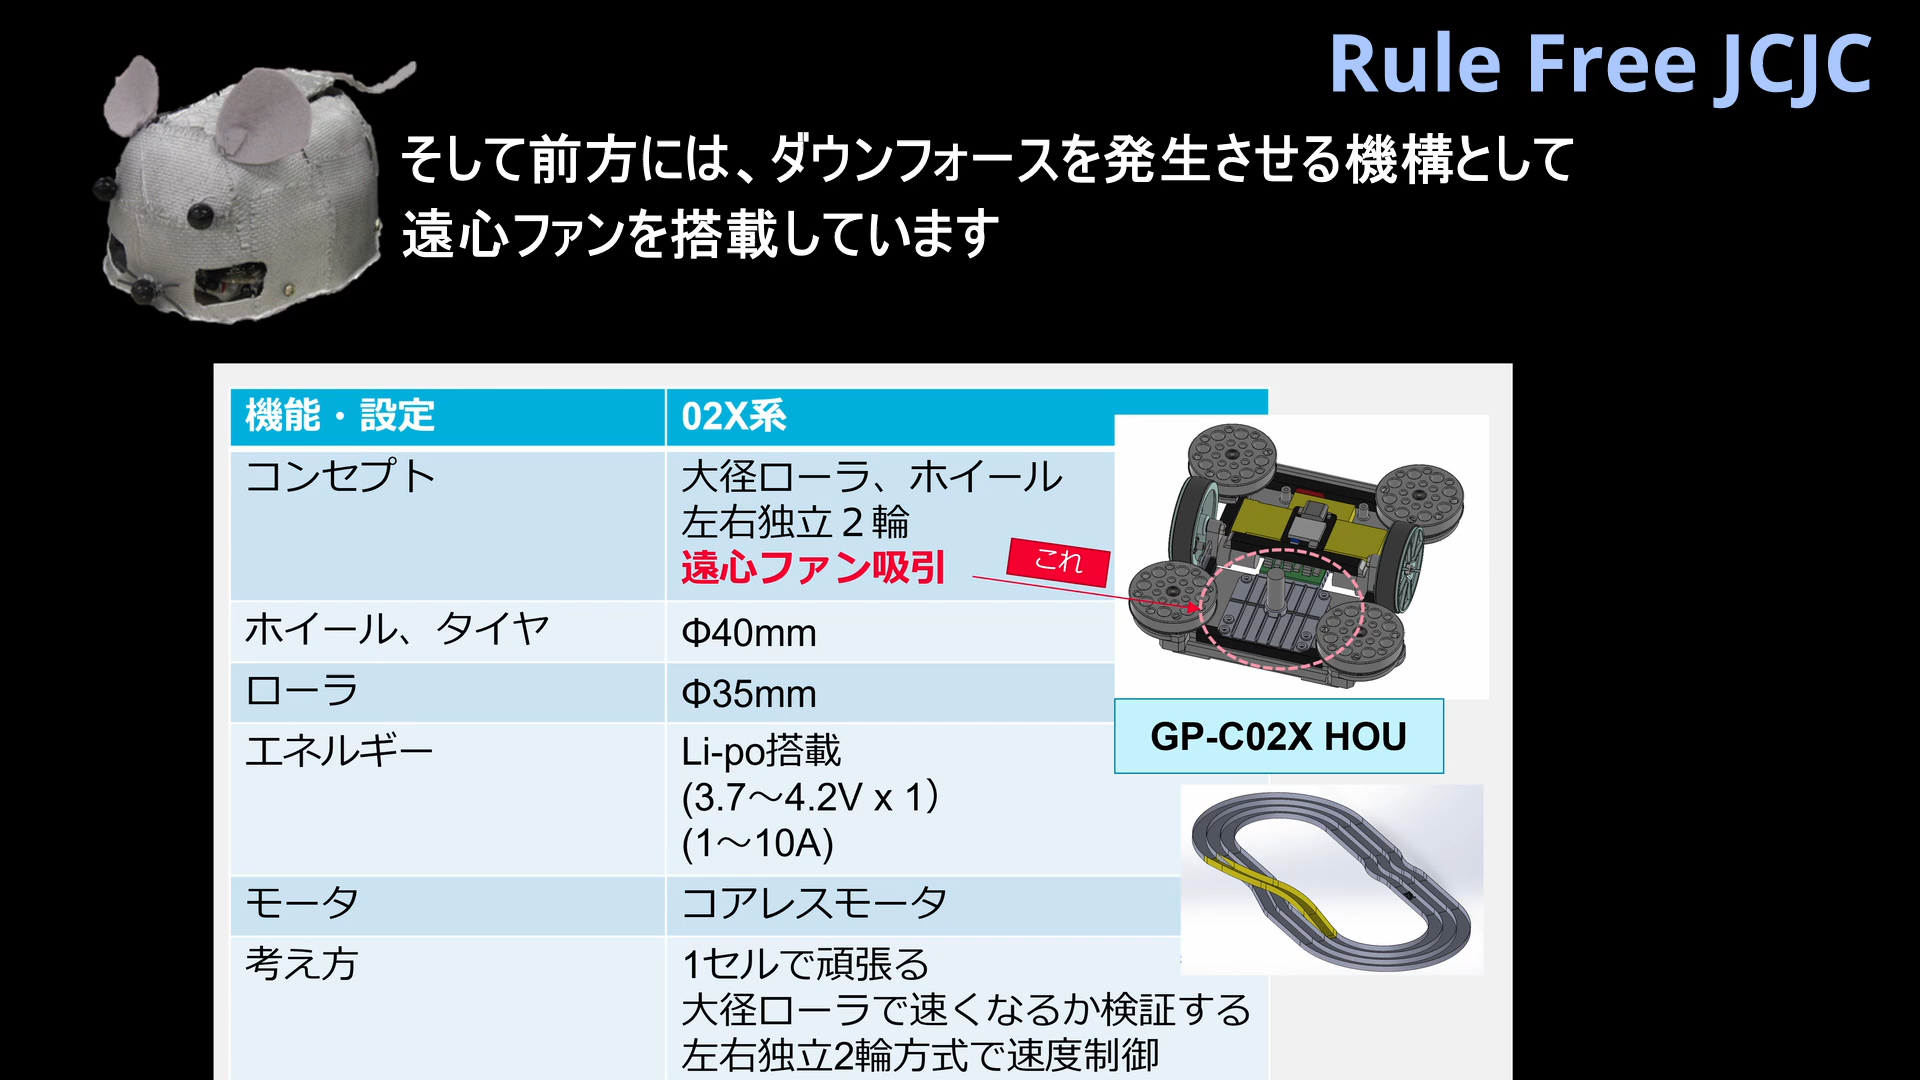 Rule Free JCJC
そして前方には、ダウンフォースを発生させる機構として
遠心ファンを搭載しています
機能・設定
02X系
コンセプト
大径ローラ、ホイール
左右独立２輪
遠心ファン吸引
これ
ホイール、タイヤ
Φ40mm
ローラ
Φ35mm
GP-C02X HOU
エネルギー
Li-po搭載
(3.7～4.2V x 1）
(1～10A)
モータ
コアレスモータ
考え方
1セルで頑張る
大径ローラで速くなるか検証する
左右独立2輪方式で速度制御